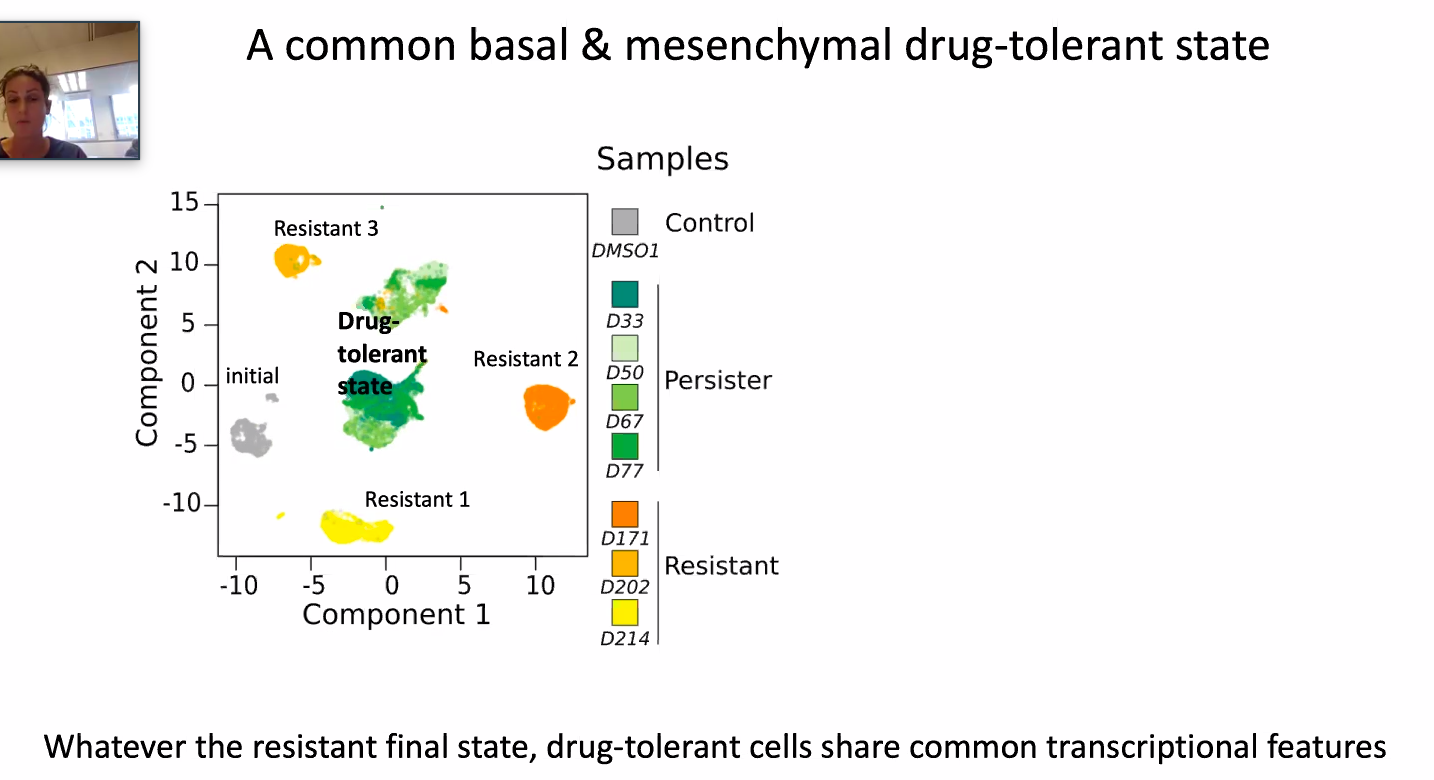 A common basal & mesenchymal drug-tolerant state
Samples
15
10
5
0
-5
-10
Component 2
Resistant 3
Drug-
tolerant
state
Resistant 2
initial
Resistant 1
-10 -5 0 5 10
Component 1
Control
DMSO1
D33
D50
Persister
D67
D77
D171
Resistant
D202
D214
Whatever the resistant final state, drug-tolerant cells share common transcriptional features